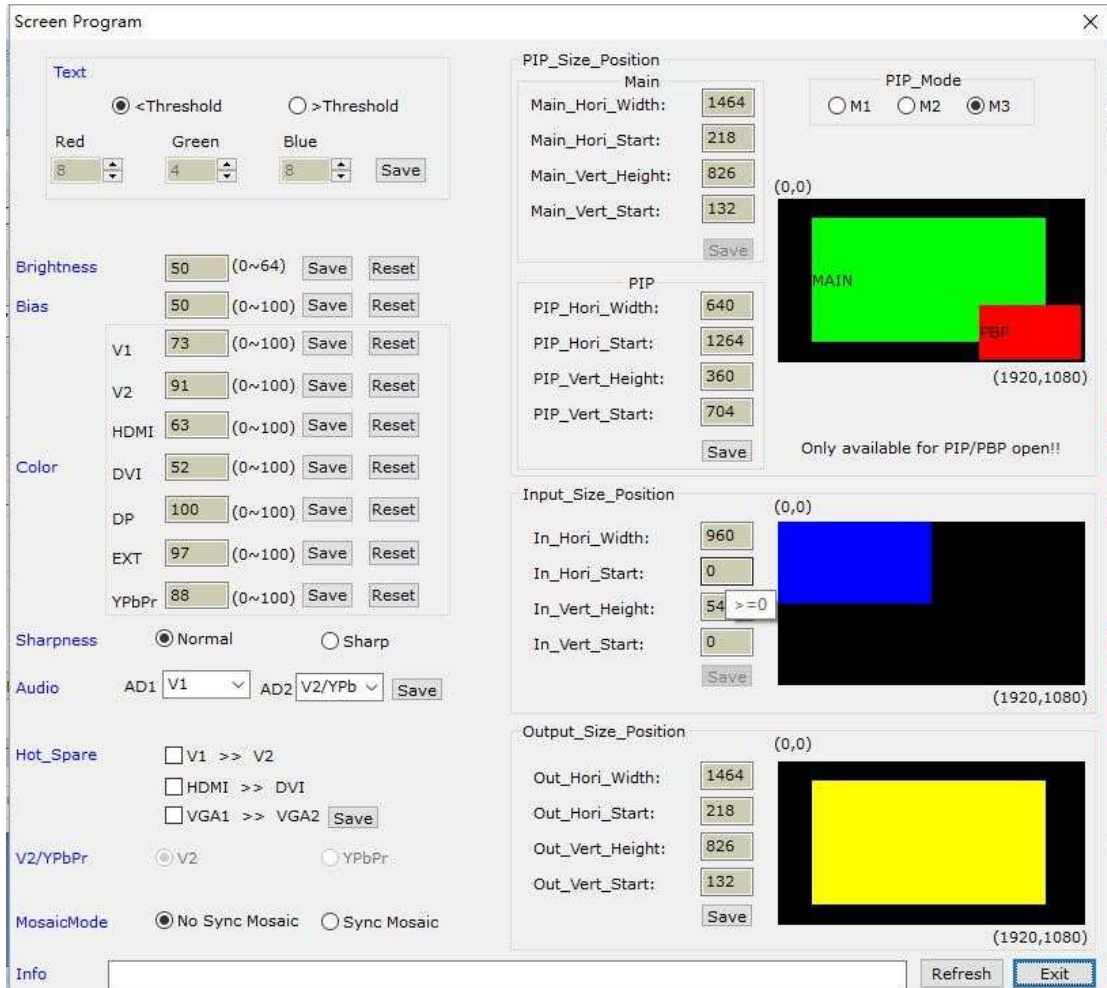 Screen Program
Text
<Threshold >Threshold
Red Green Blue
8 4 8 Save
Brightness 50 (0~64) Save Reset
Bias 50 (0~100) Save Reset
Color
V1 73 (0~100) Save Reset
V2 91 (0~100) Save Reset
HDMI 63 (0~100) Save Reset
DVI 52 (0~100) Save Reset
DP 100 (0~100) Save Reset
EXT 97 (0~100) Save Reset
YPbPr 88 (0~100) Save Reset
Sharpness Normal Sharp
Audio AD1 V1 AD2 V2/YPb Save
Hot_Spare V1 >> V2
HDMI >> DVI
VGA1 >> VGA2 Save
V2/YPbPr V2 YPbPr
MosaicMode No Sync Mosaic Sync Mosaic
PIP_Size_Position
Main
Main_Hori_Width: 1464
Main_Hori_Start: 218
Main_Vert_Height: 826
Main_Vert_Start: 132
Save
PIP
PIP_Hori_Width: 640
PIP_Hori_Start: 1264
PIP_Vert_Height: 360
PIP_Vert_Start: 704
Save
PIP_Mode
M1 M2 M3
(0,0)
MAIN
PBP
(1920,1080)
Only available for PIP/PBP open!!
Input_Size_Position
In_Hori_Width: 960
In_Hori_Start: 0
In_Vert_Height: 54
>=0
In_Vert_Start: 0
Save
(0,0)
(1920,1080)
Output_Size_Position
Out_Hori_Width: 1464
Out_Hori_Start: 218
Out_Vert_Height: 826
Out_Vert_Start: 132
Save
(0,0)
(1920,1080)
Info Refresh Exit